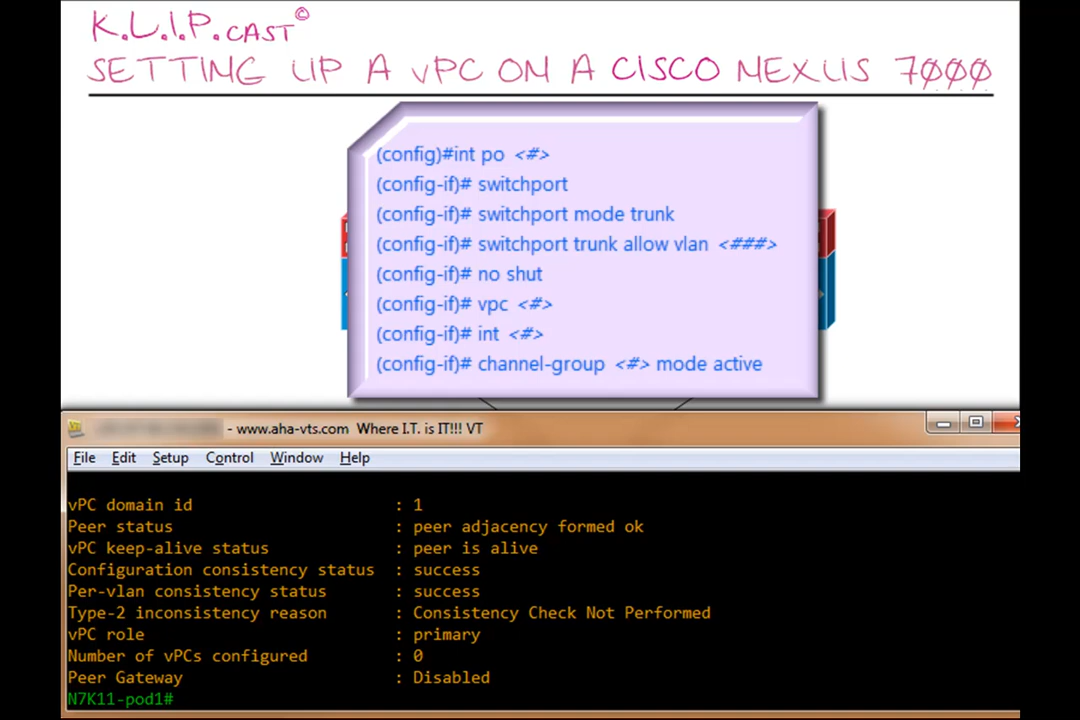 K.L.I.P.CAST©
SETTING UP A vPC ON A CISCO NEXUS 7000
(config)#int po <#>
(config-if)# switchport
(config-if)# switchport mode trunk
(config-if)# switchport trunk allow vlan <###>
(config-if)# no shut
(config-if)# vpc <#>
(config-if)# int <#>
(config-if)# channel-group <#> mode active
- www.aha-vts.com Where I.T. is IT!!! VT
File Edit Setup Control Window Help
vPC domain id : 1
Peer status : peer adjacency formed ok
vPC keep-alive status : peer is alive
Configuration consistency status : success
Per-vlan consistency status : success
Type-2 inconsistency reason : Consistency Check Not Performed
vPC role : primary
Number of vPCs configured : 0
Peer Gateway : Disabled
N7K11-pod1#